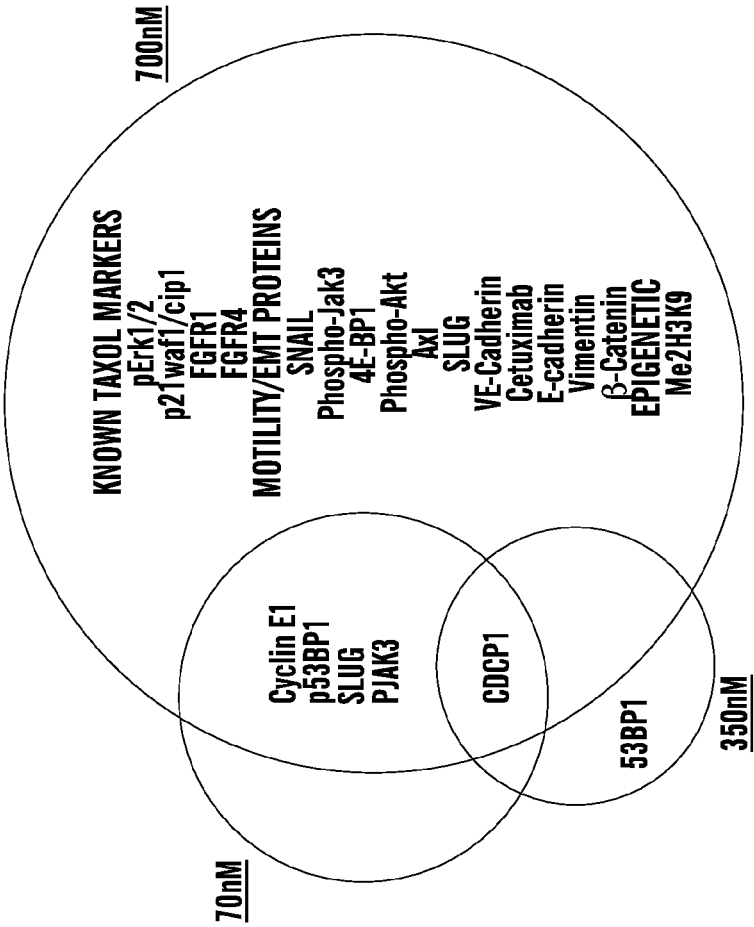 700nM
KNOWN TAXOL MARKERS
pErk1/2
p21waf1/cip1
FGFR1
FGFR4
MOTILITY/EMT PROTEINS
SNAIL
Phospho-Jak3
4E-BP1
Phospho-Akt
Axl
SLUG
VE-Cadherin
Cetuximab
E-cadherin
Vimentin
β-Catenin
EPIGENETIC
Me2H3K9
Cyclin E1
p53BP1
SLUG
PJAK3
CDCP1
53BP1
70nM
350nM